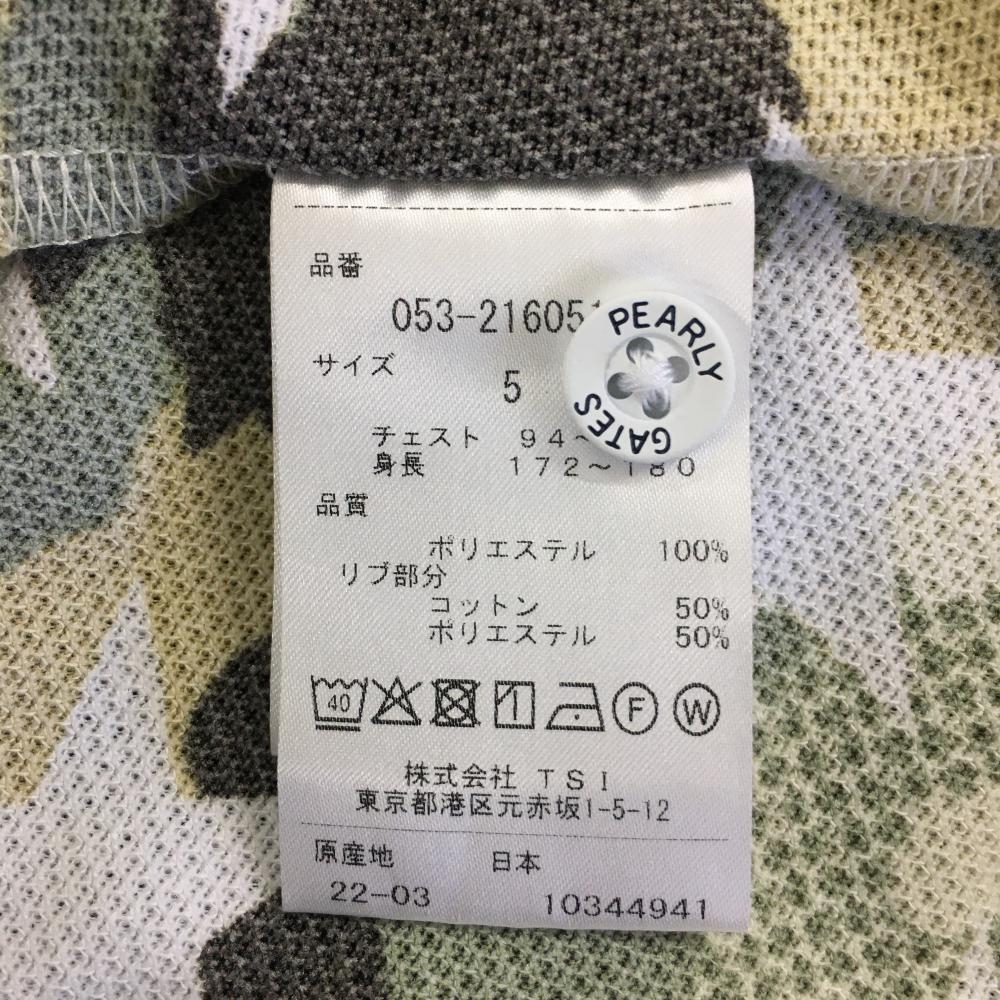 品番
053-216051
PEARLY
GATES
サイズ
5
チェスト 94~
身長 172~180
品質
ポリエステル 100%
リブ部分
コットン 50%
ポリエステル 50%
40
F W
株式会社 TSI
東京都港区元赤坂1-5-12
原産地 日本
22-03 10344941